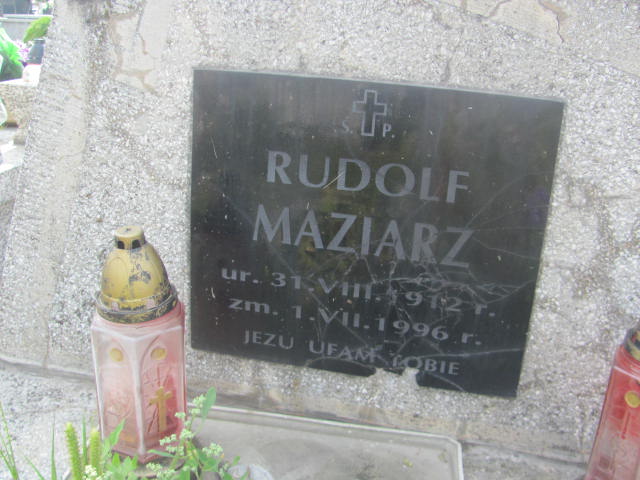 S. P.
RUDOLF
MAZIARZ
ur. 31.VIII.1912 r.
zm. 1.VII.1996 r.
JEZU UFAM TOBIE